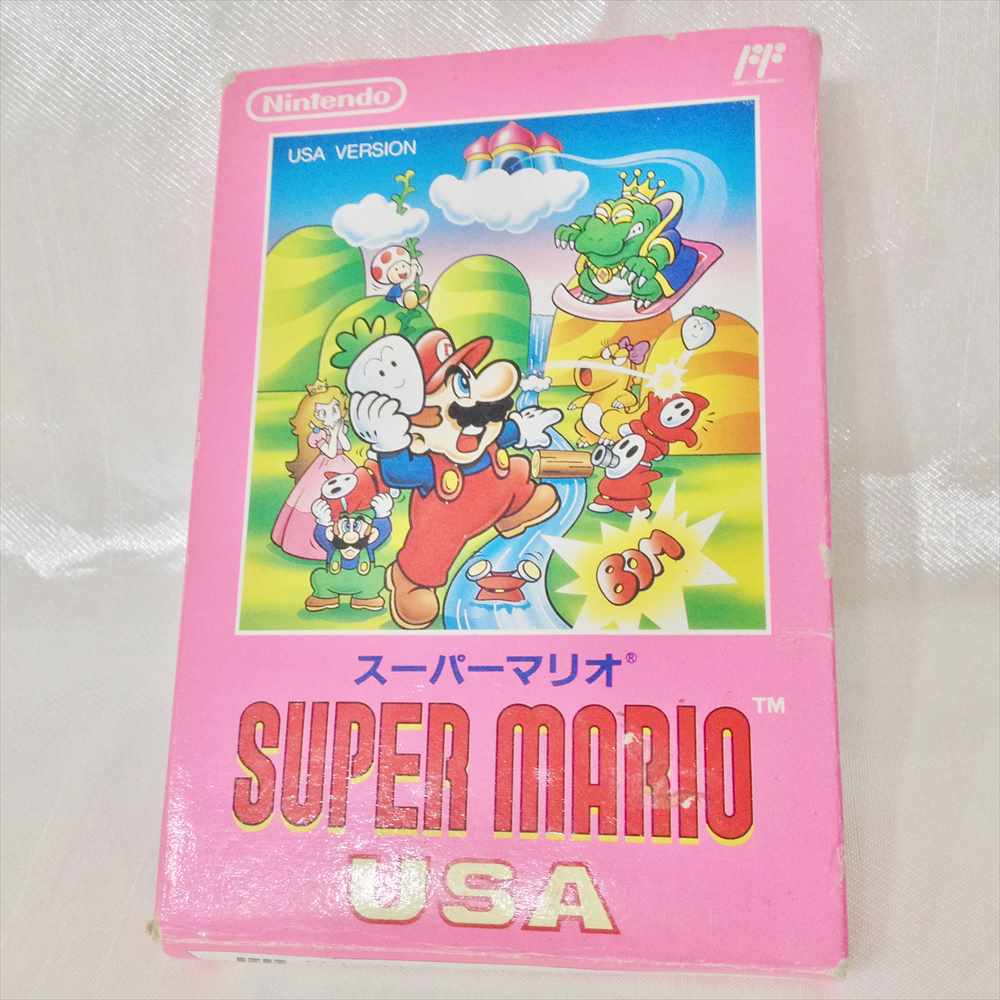 Nintendo®
USA VERSION
BOM
スーパーマリオ®
SUPER MARIO™
USA